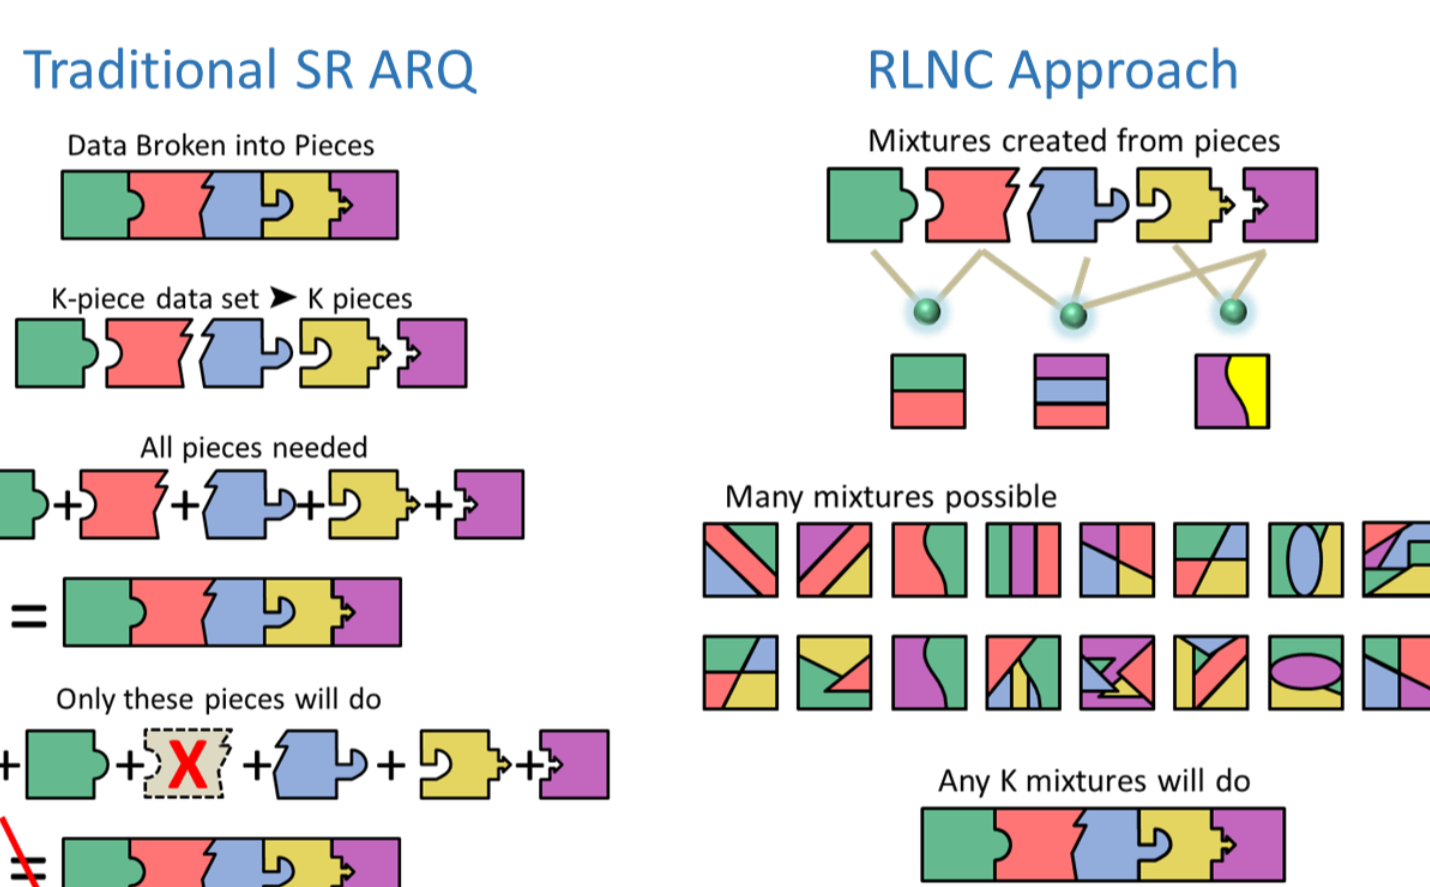 Traditional SR ARQ
Data Broken into Pieces
K-piece data set ➤ K pieces
All pieces needed
+ + + +
=
Only these pieces will do
+ + X + + +
=
RLNC Approach
Mixtures created from pieces
Many mixtures possible
Any K mixtures will do